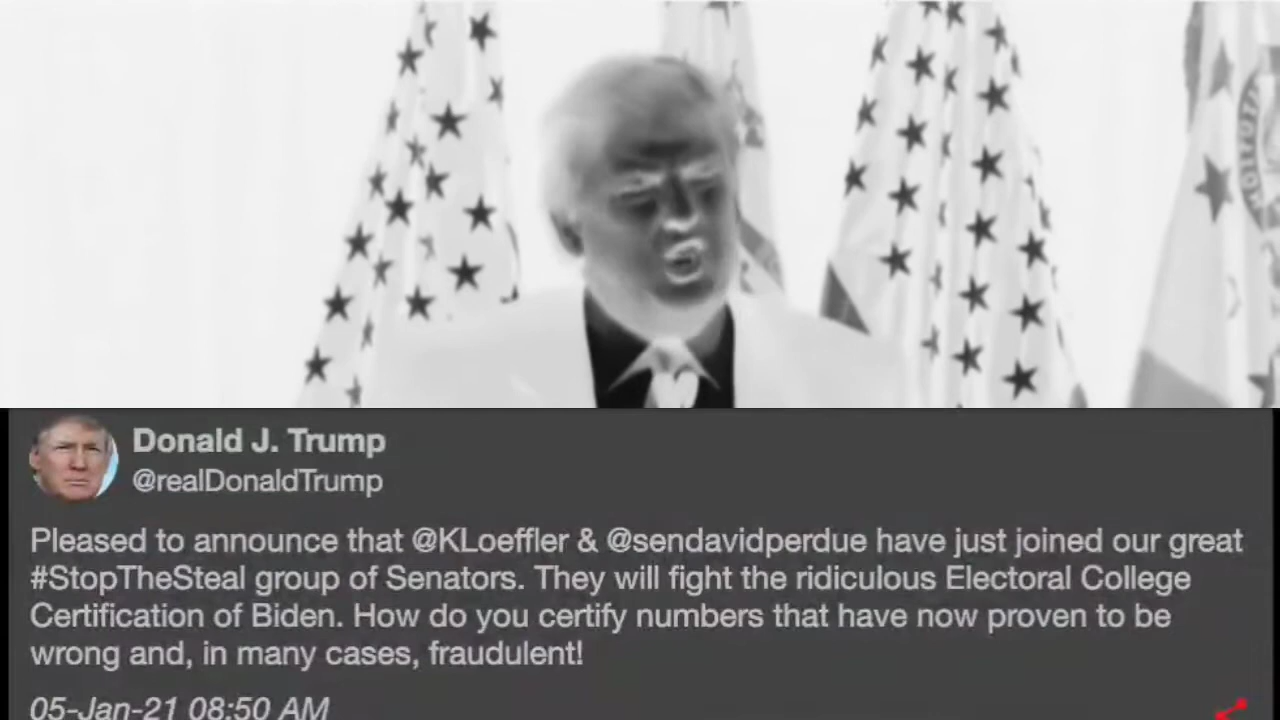 Donald J. Trump
@realDonaldTrump
Pleased to announce that @KLoeffler & @sendavidperdue have just joined our great
#StopTheSteal group of Senators. They will fight the ridiculous Electoral College
Certification of Biden. How do you certify numbers that have now proven to be
wrong and, in many cases, fraudulent!
05-Jan-21 08:50 AM